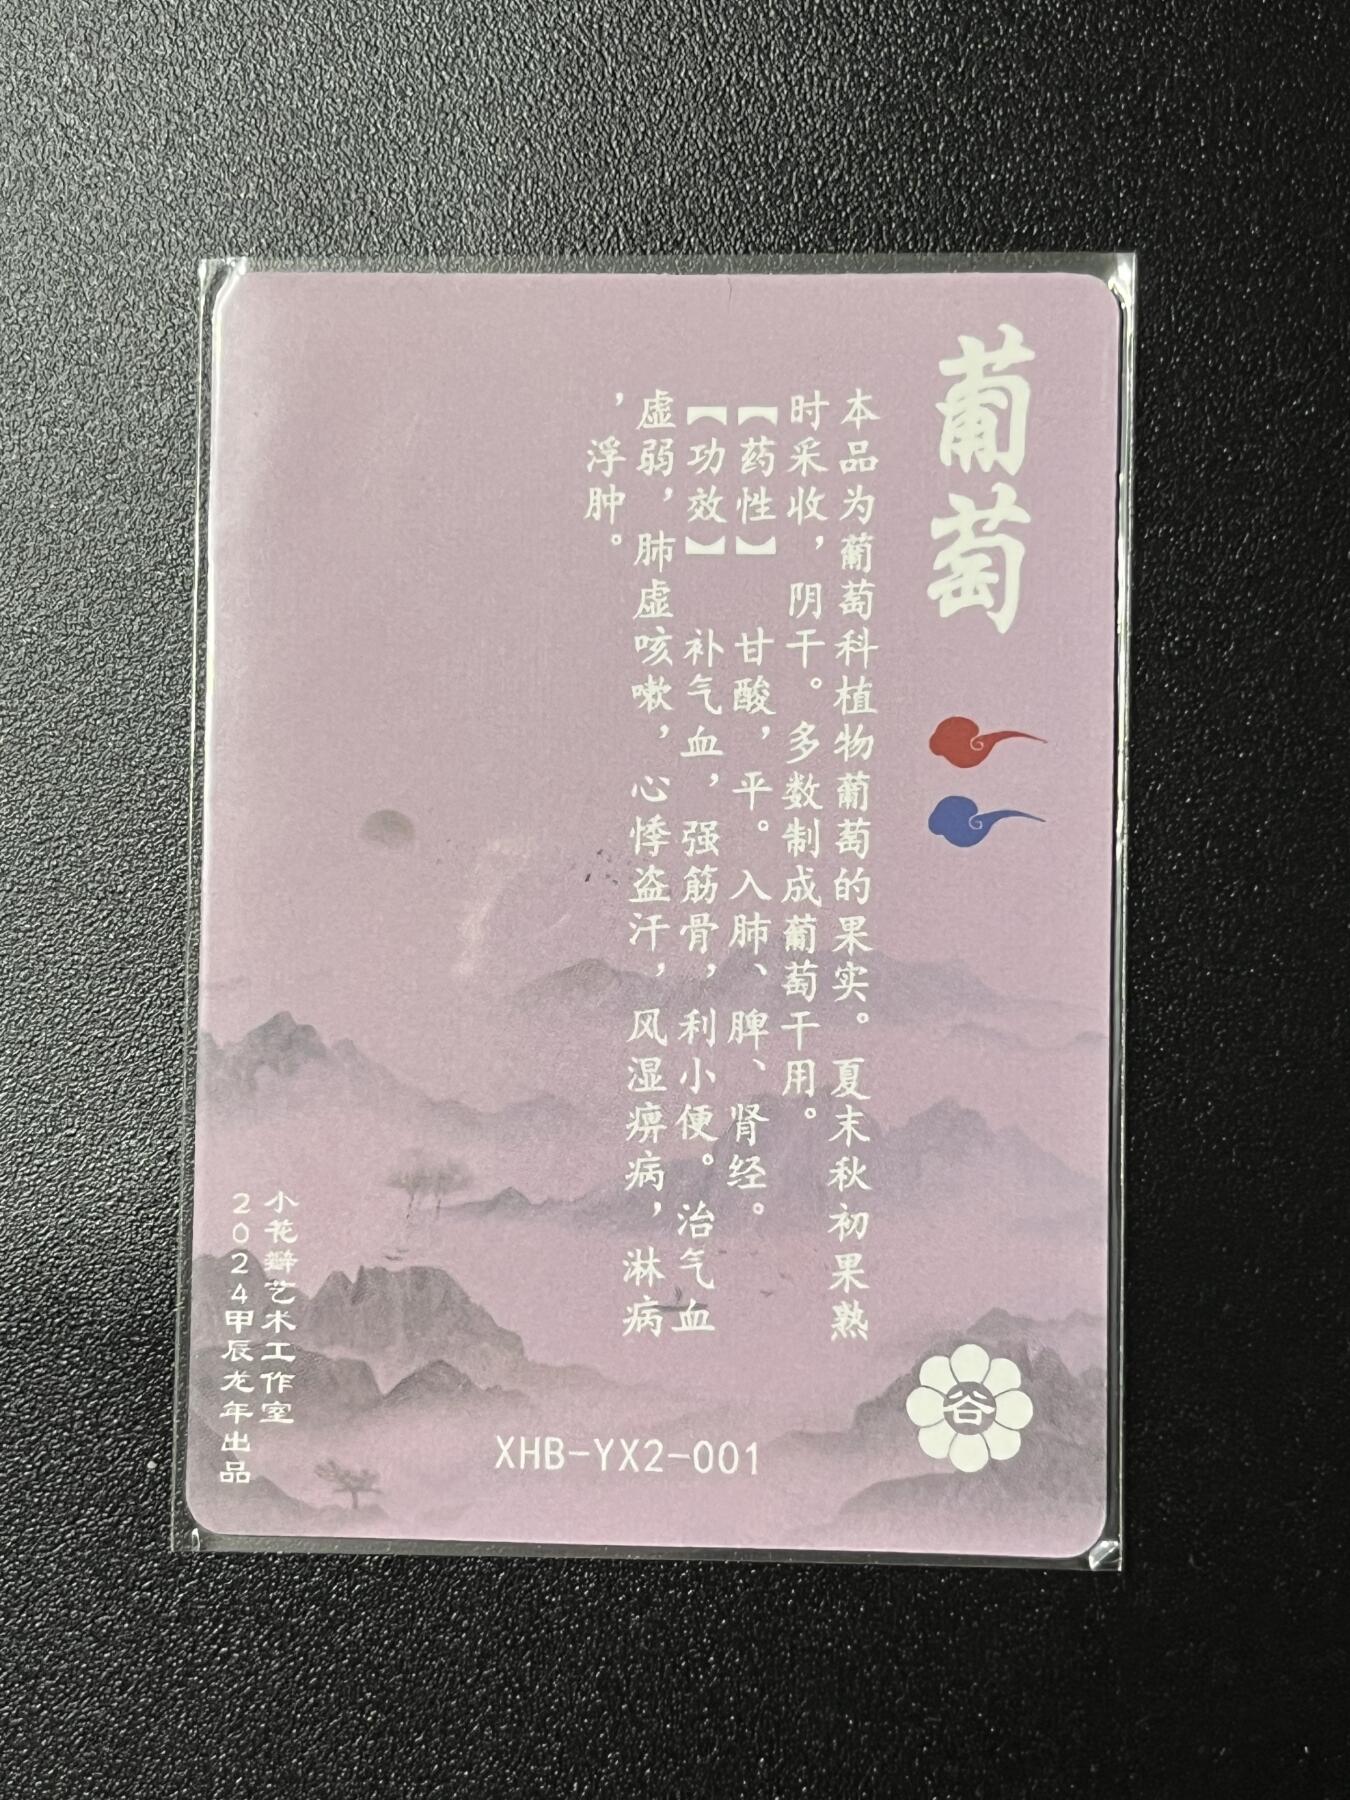 葡萄
本品为葡萄科植物葡萄的果实。夏末秋初果熟
时采收，阴干。多数制成葡萄干用。
【药性】 甘酸，平。入肺、脾、肾经。
【功效】 补气血，强筋骨，利小便。治气血
虚弱，肺虚咳嗽，心悸盗汗，风湿痹病，淋病
，浮肿。
谷
XHB-YX2-001
小花瓣艺术工作室
2024甲辰龙年出品